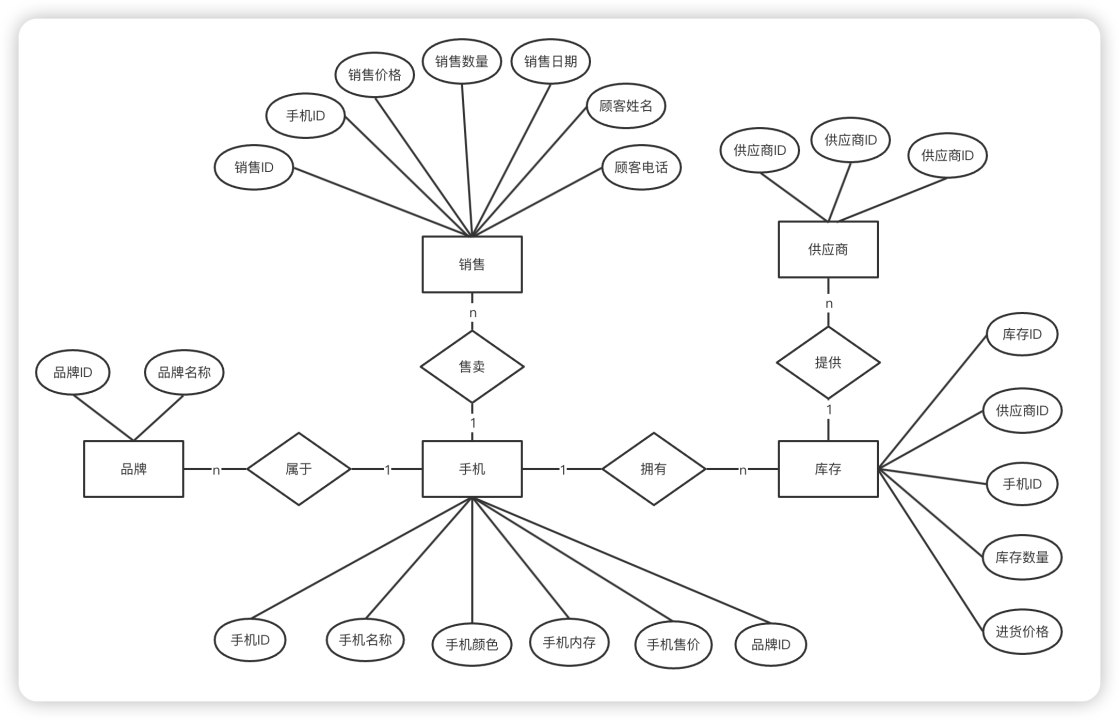 销售数量
销售日期
销售价格
顾客姓名
手机ID
供应商ID
供应商ID
供应商ID
销售ID
顾客电话
供应商
销售
n
n
库存ID
售卖
提供
品牌ID
品牌名称
1
供应商ID
1
品牌
n
属于
1
手机
1
拥有
n
库存
手机ID
库存数量
进货价格
手机ID
手机名称
手机颜色
手机内存
手机售价
品牌ID